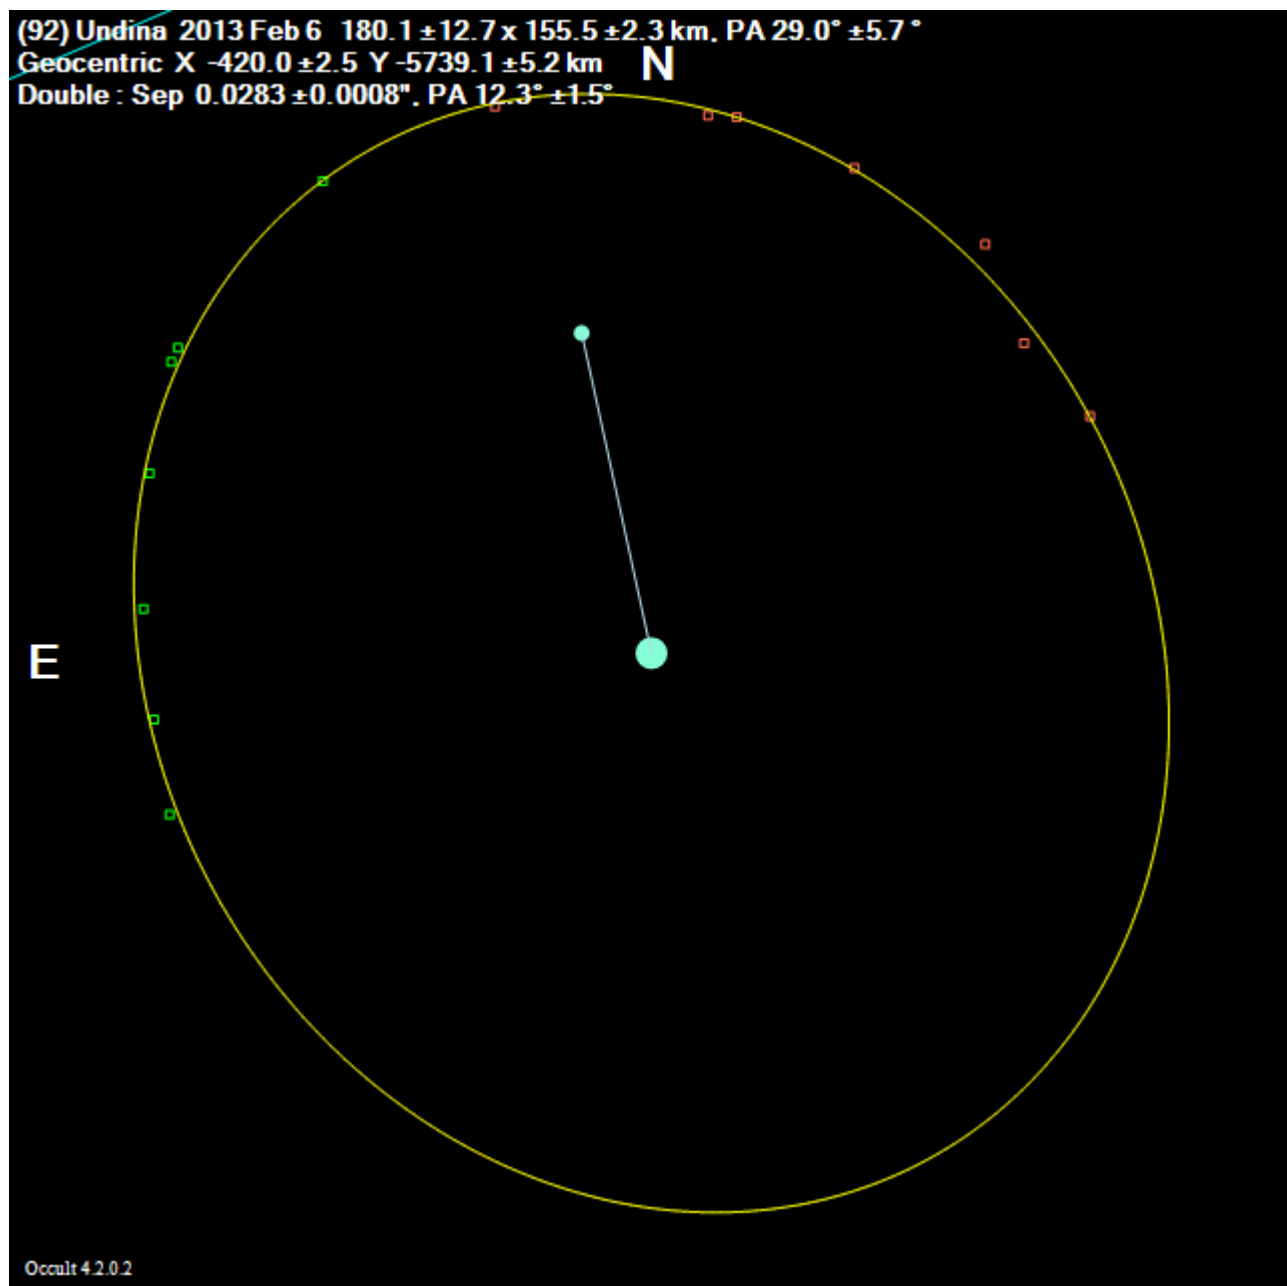 (92) Undina 2013 Feb 6 180.1 ±12.7 x 155.5 ±2.3 km, PA 29.0° ±5.7 °
Geocentric X -420.0 ±2.5 Y -5739.1 ±5.2 km
N
Double : Sep 0.0283 ±0.0008", PA 12.3° ±1.5°
E
Occult 4.2.0.2